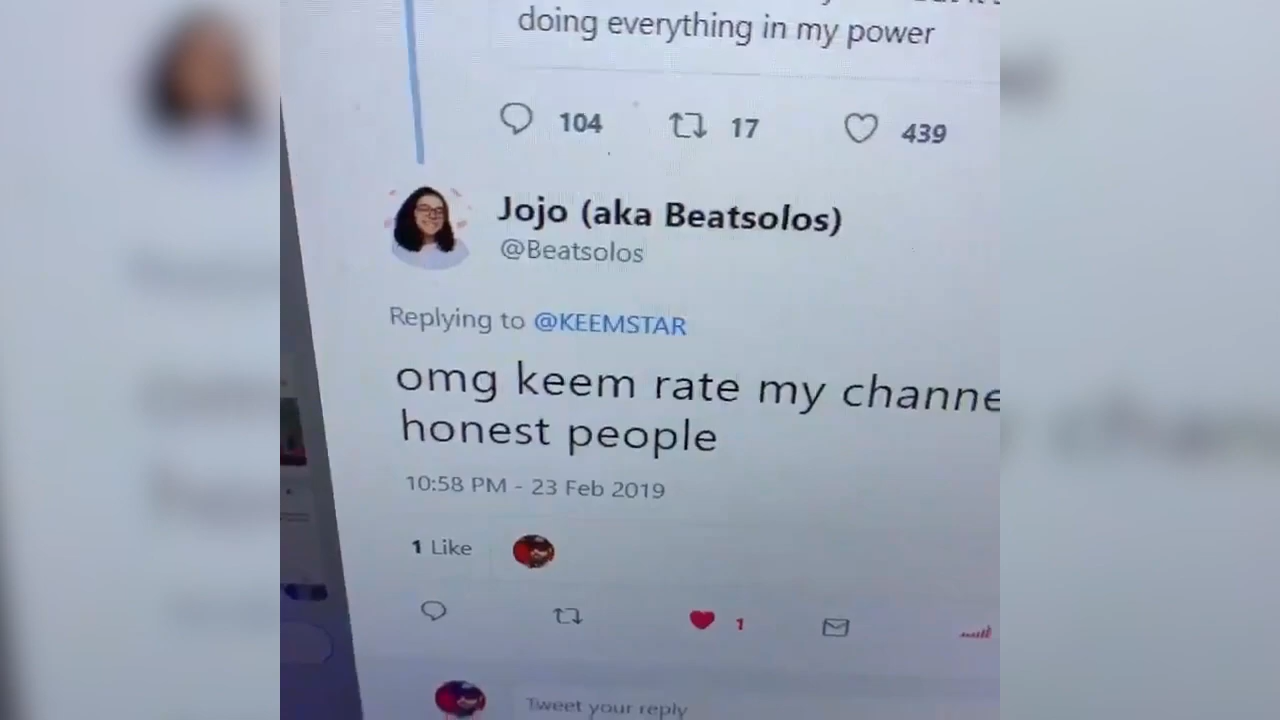 doing everything in my power
104 17 439
Jojo (aka Beatsolos)
@Beatsolos
Replying to @KEEMSTAR
omg keem rate my channe
honest people
10:58 PM - 23 Feb 2019
1 Like
1
Tweet your reply